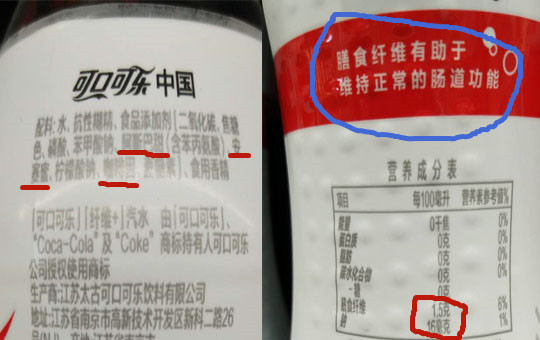 可口可乐中国
配料:水、抗性糊精、食品添加剂[二氧化碳、焦糖
色、磷酸、苯甲酸钠、阿斯巴甜(含苯丙氨酸)、安
赛蜜、柠檬酸钠、咖啡因、蔗糖素]、食用香精
[可口可乐][纤维+]汽水 由[可口可乐]、
"Coca-Cola"及"Coke"商标持有人可口可乐
公司授权使用商标
生产商:江苏太古可口可乐饮料有限公司
地址:江苏省南京市高新技术开发区新科二路26
膳食纤维有助于
维持正常的肠道功能
营养成分表
项目 每100毫升 营养素参考值%
能量 0千焦 0%
蛋白质 0克 0%
脂肪 0克 0%
碳水化合物 0克 0%
-糖 0克
膳食纤维 1.5克 6%
钠 16毫克 1%